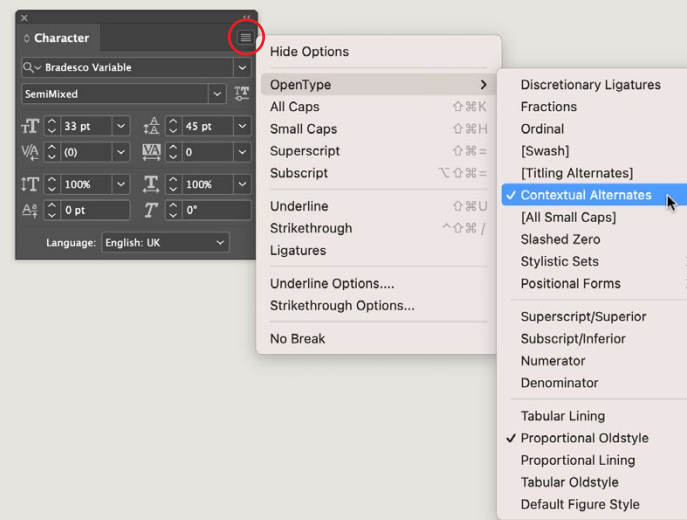 Character
Bradesco Variable
SemiMixed
33 pt
45 pt
(0)
0
100%
100%
0 pt
0°
Language: English: UK
Hide Options
OpenType
All Caps ⇧⌘K
Small Caps ⇧⌘H
Superscript ⇧⌘=
Subscript ⌥⇧⌘=
Underline ⇧⌘U
Strikethrough ^⇧⌘/
Ligatures
Underline Options....
Strikethrough Options...
No Break
Discretionary Ligatures
Fractions
Ordinal
[Swash]
[Titling Alternates]
✓ Contextual Alternates
[All Small Caps]
Slashed Zero
Stylistic Sets
Positional Forms
Superscript/Superior
Subscript/Inferior
Numerator
Denominator
Tabular Lining
✓ Proportional Oldstyle
Proportional Lining
Tabular Oldstyle
Default Figure Style